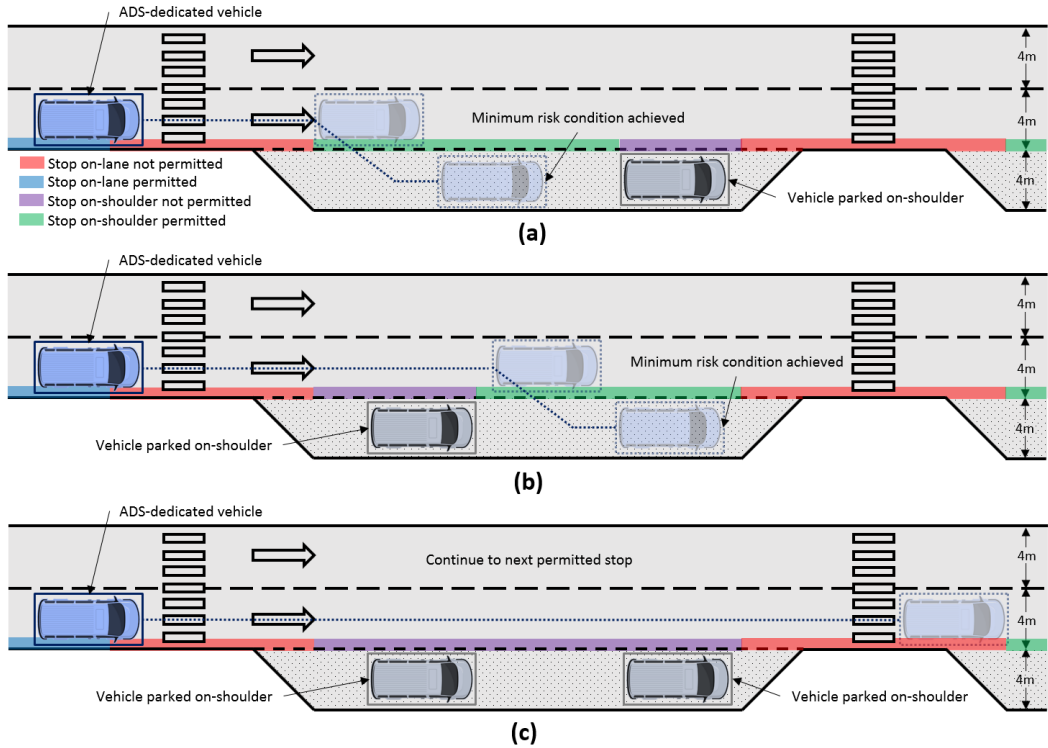 ADS-dedicated vehicle
4m
4m
Minimum risk condition achieved
Stop on-lane not permitted
Stop on-lane permitted
Stop on-shoulder not permitted
Stop on-shoulder permitted
4m
Vehicle parked on-shoulder
(a)
ADS-dedicated vehicle
4m
4m
Minimum risk condition achieved
4m
Vehicle parked on-shoulder
(b)
ADS-dedicated vehicle
Continue to next permitted stop
4m
4m
4m
Vehicle parked on-shoulder
Vehicle parked on-shoulder
(c)